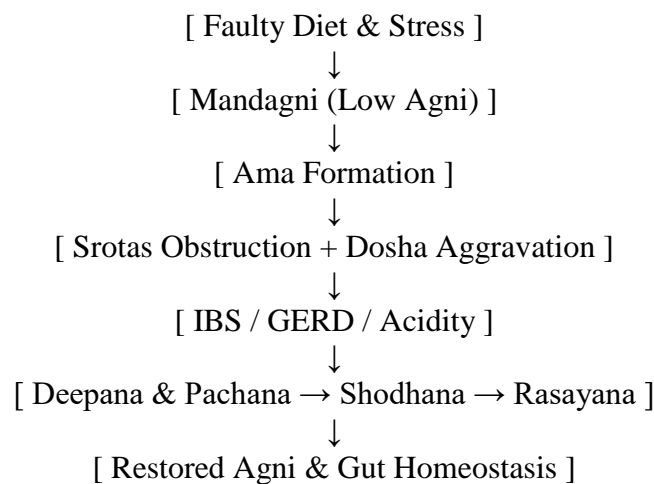 [ Faulty Diet & Stress ]
↓
[ Mandagni (Low Agni) ]
↓
[ Ama Formation ]
↓
[ Srotas Obstruction + Dosha Aggravation ]
↓
[ IBS / GERD / Acidity ]
↓
[ Deepana & Pachana → Shodhana → Rasayana ]
↓
[ Restored Agni & Gut Homeostasis ]